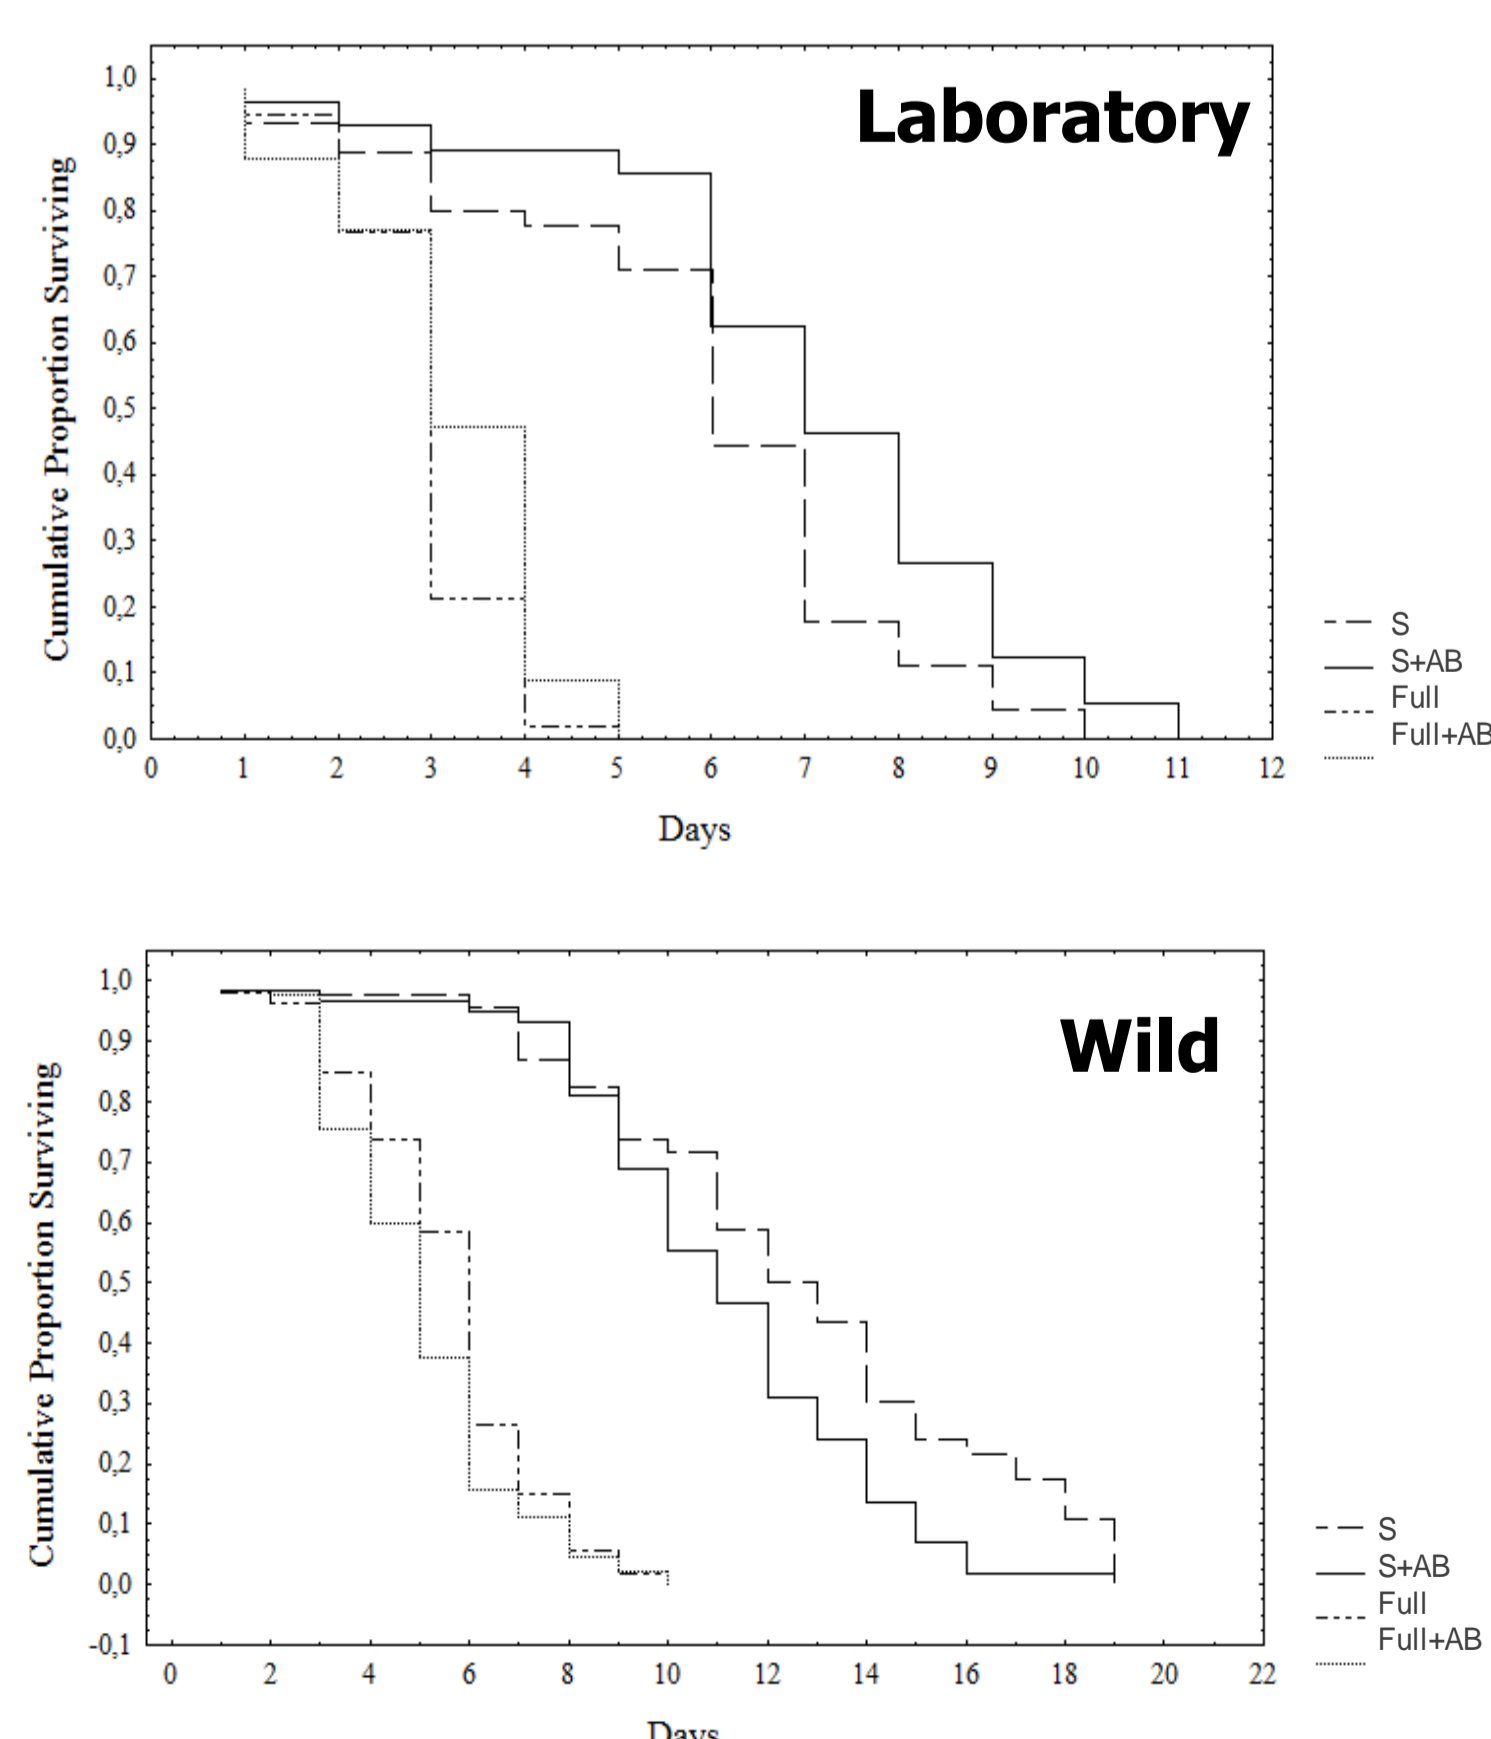 Laboratory
Cumulative Proportion Surviving
1,0
0,9
0,8
0,7
0,6
0,5
0,4
0,3
0,2
0,1
0,0
0 1 2 3 4 5 6 7 8 9 10 11 12
Days
S
S+AB
Full
Full+AB
Wild
Cumulative Proportion Surviving
1,0
0,9
0,8
0,7
0,6
0,5
0,4
0,3
0,2
0,1
0,0
-0,1
0 2 4 6 8 10 12 14 16 18 20 22
Days
S
S+AB
Full
Full+AB